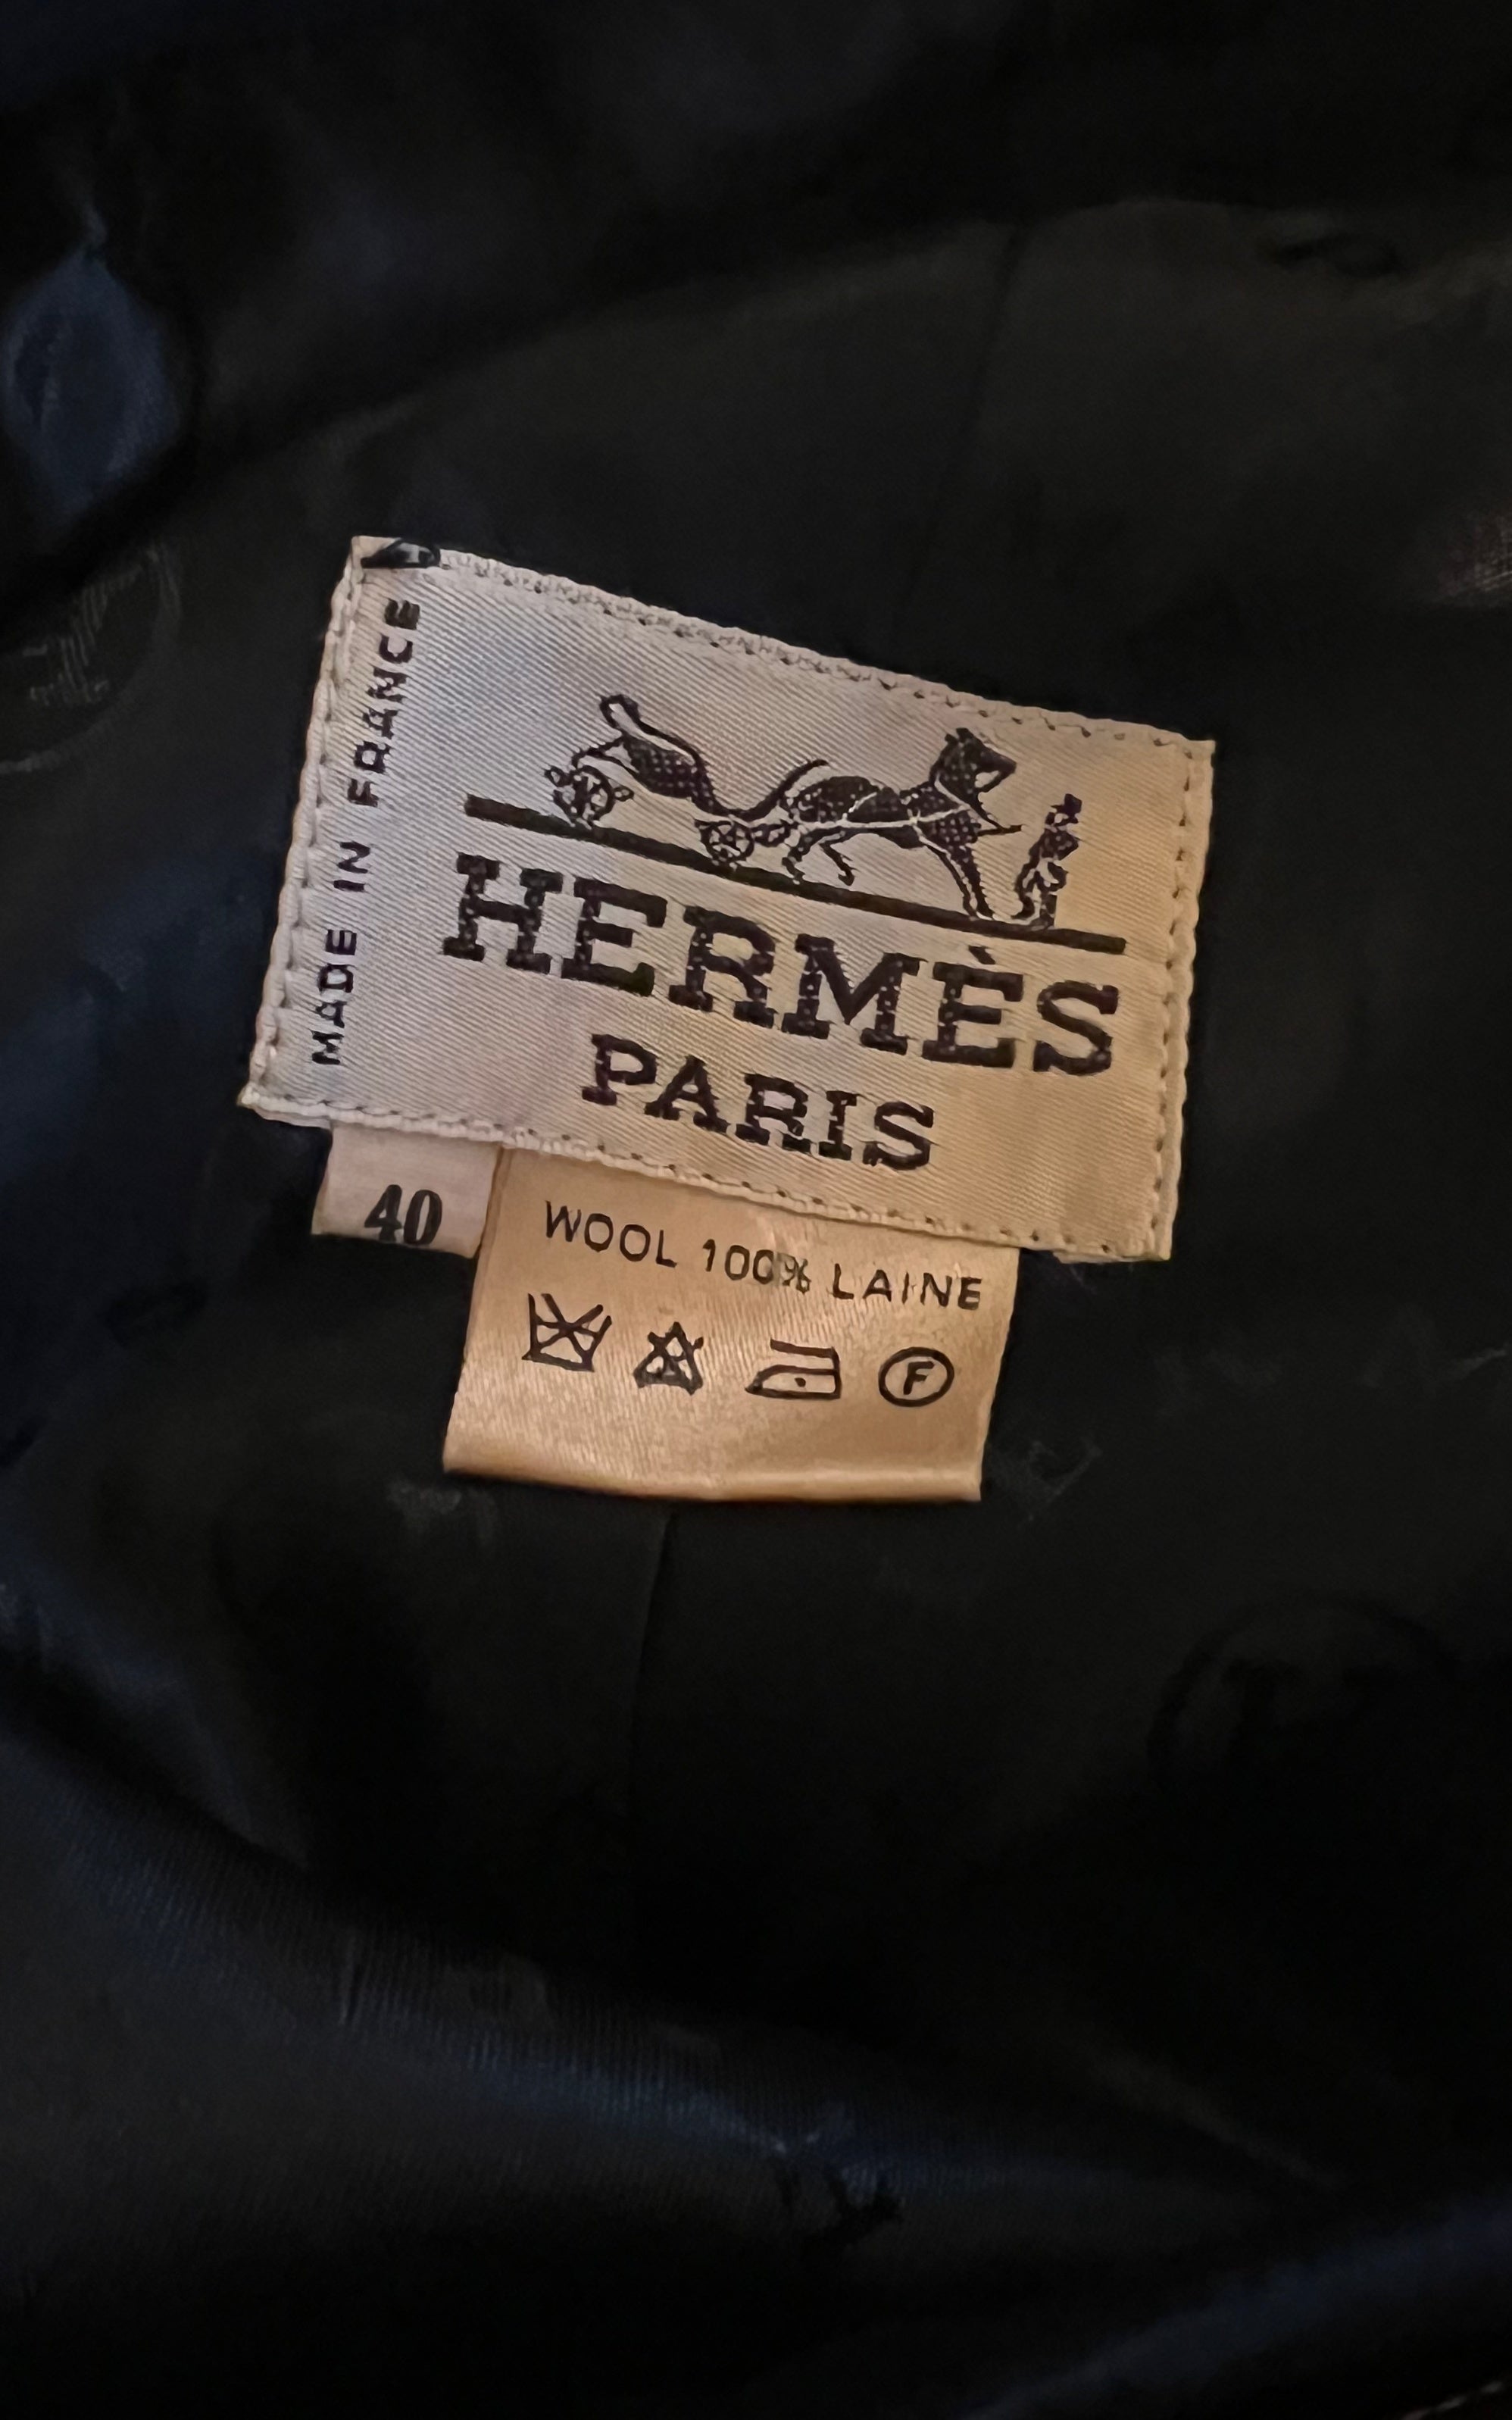 MADE IN FRANCE
HERMÈS
PARIS
40
WOOL 100% LAINE
F